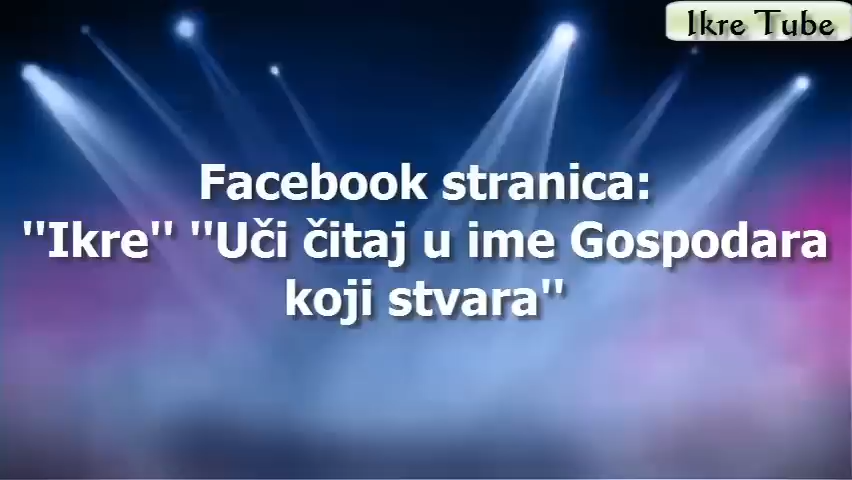 Ikre Tube
Facebook stranica:
''Ikre'' ''Uči čitaj u ime Gospodara
koji stvara''